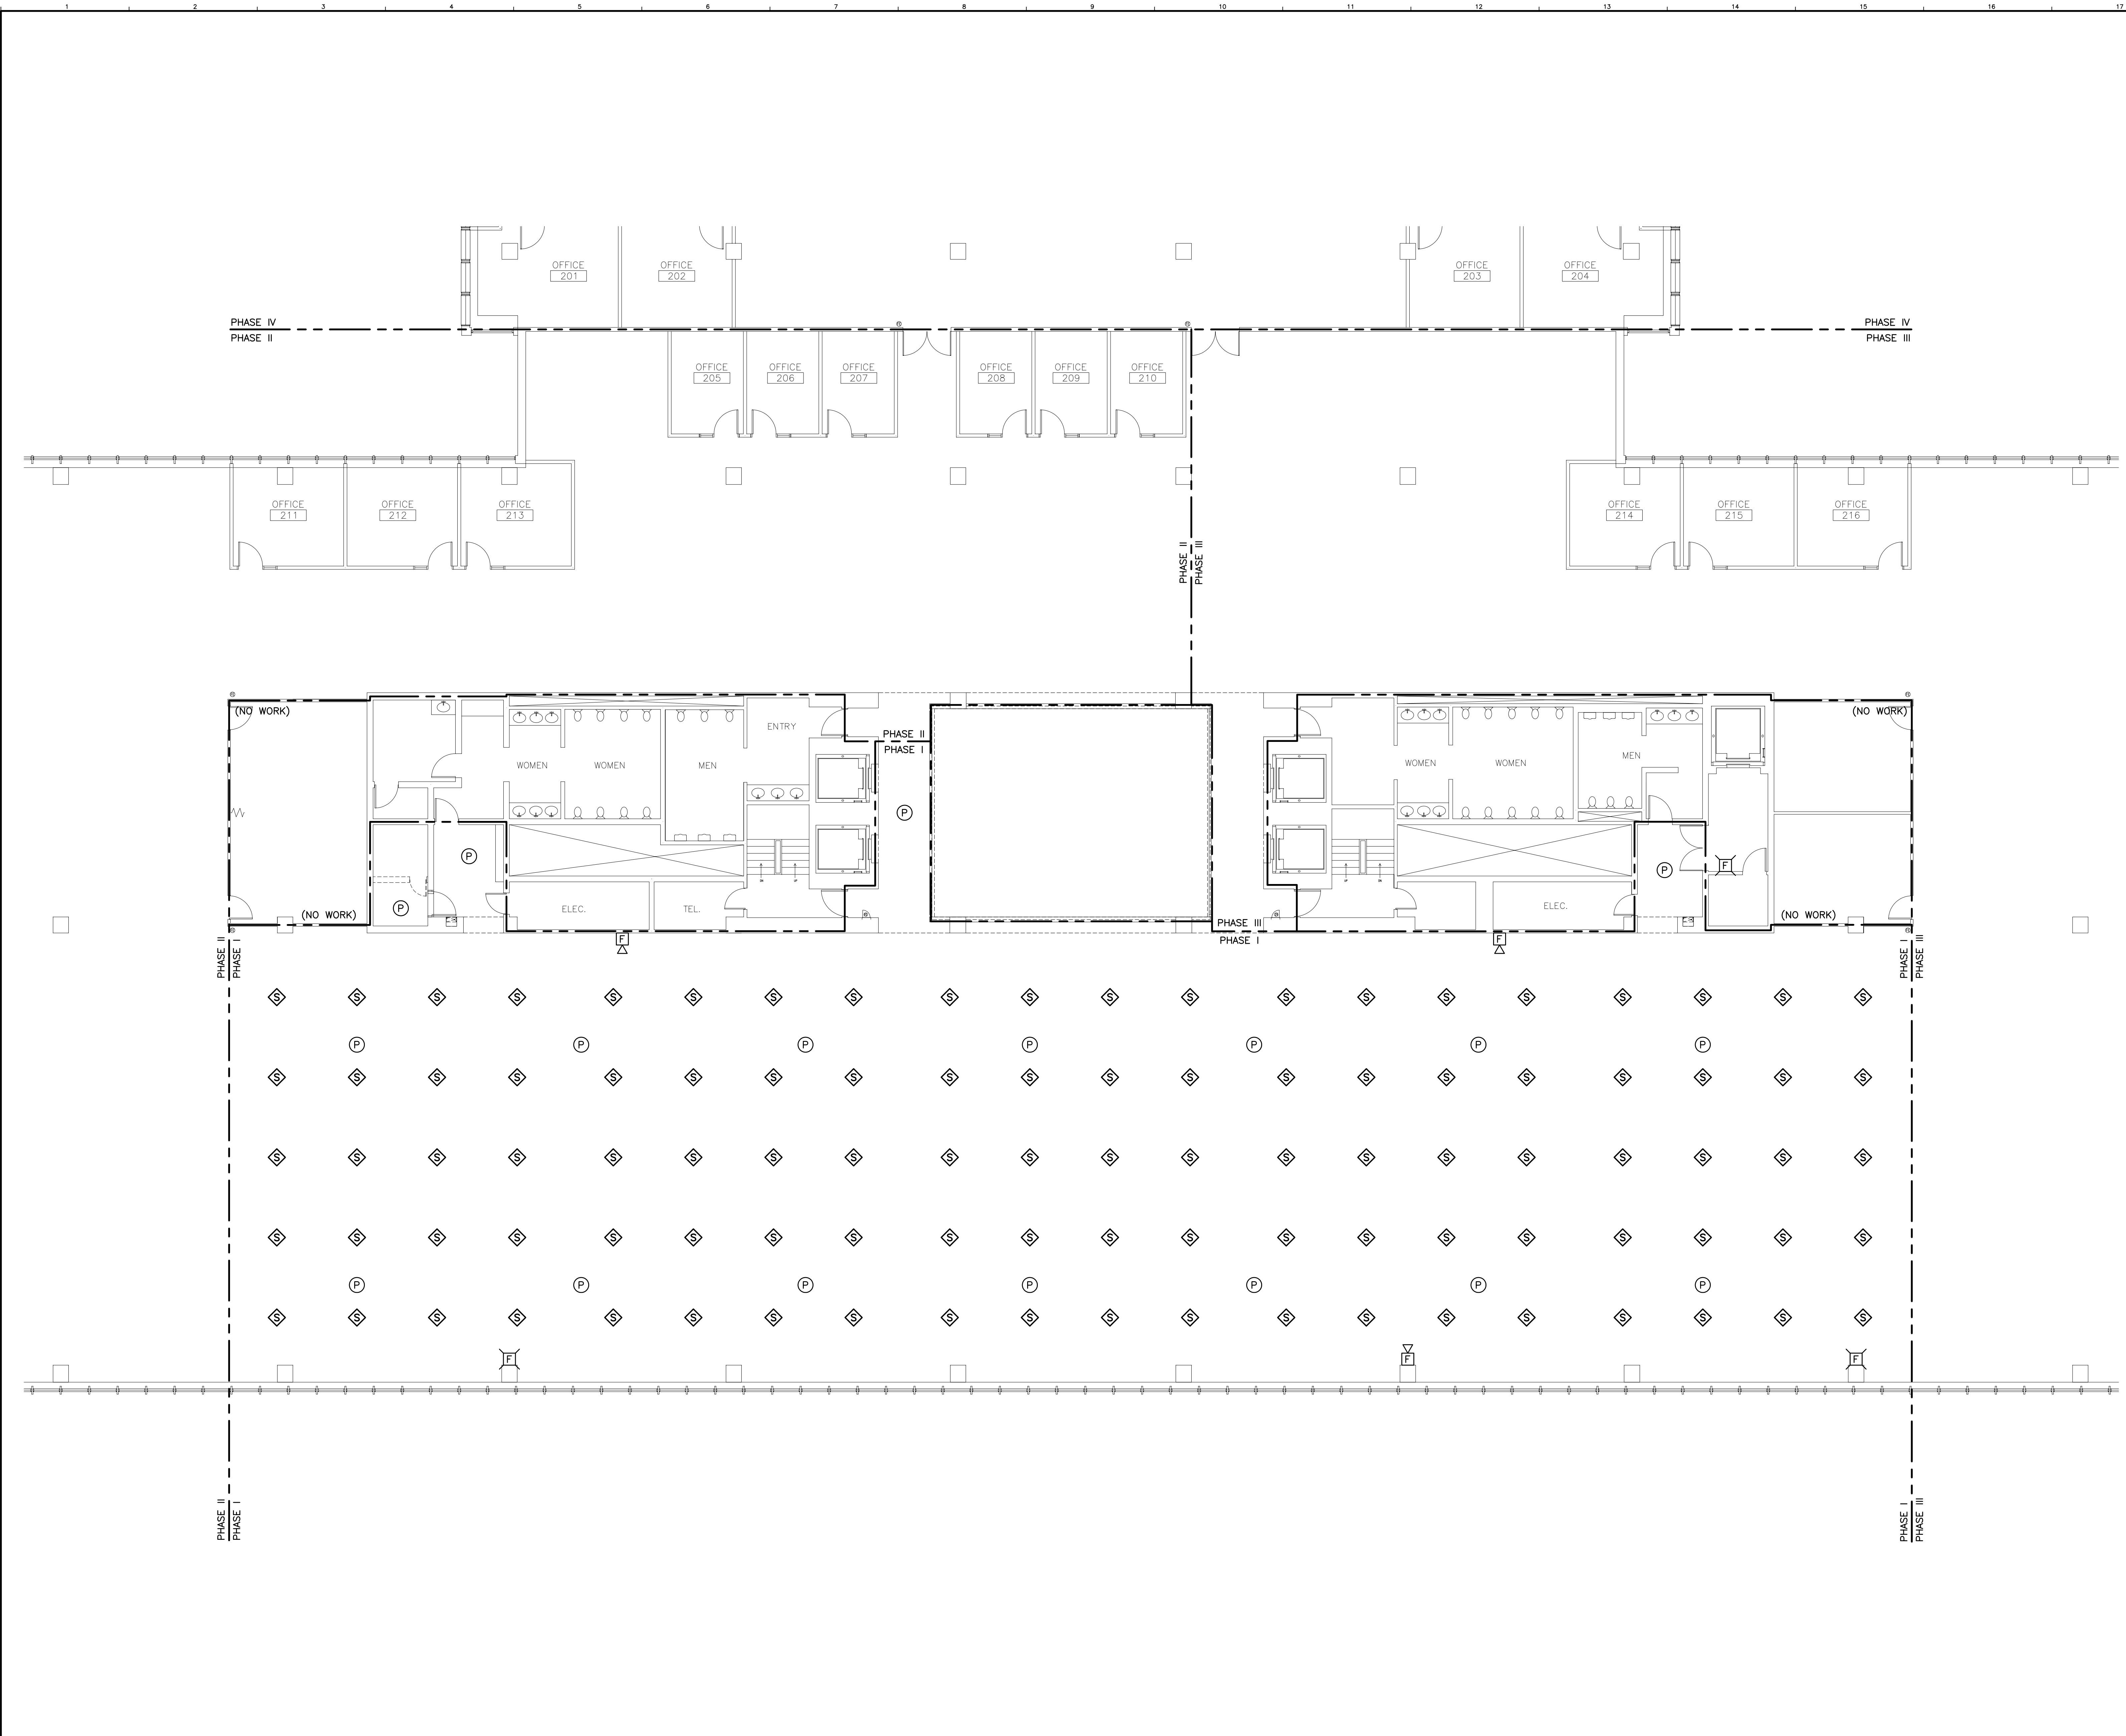 1 2 3 4 5 6 7 8 9 10 11 12 13 14 15 16 17
OFFICE OFFICE OFFICE OFFICE
201 202 203 204
PHASE IV PHASE IV
PHASE II PHASE III
OFFICE OFFICE OFFICE OFFICE OFFICE OFFICE
205 206 207 208 209 210
OFFICE OFFICE OFFICE OFFICE OFFICE OFFICE
211 212 213 214 215 216
PHASE II
PHASE III
(NO WORK) (NO WORK)
ENTRY
PHASE II
PHASE I
WOMEN WOMEN MEN WOMEN WOMEN MEN
P
P P F
P
DN UP UP DN
ELEC. TEL. ELEC.
(NO WORK) (NO WORK)
PHASE III
PHASE I
F F
PHASE II
PHASE I
PHASE I
PHASE III
S S S S S S S S S S S S S S S S S S S S
P P P P P P P
S S S S S S S S S S S S S S S S S S S S
S S S S S S S S S S S S S S S S S S S S
S S S S S S S S S S S S S S S S S S S S
P P P P P P P
S S S S S S S S S S S S S S S S S S S S
F F F
PHASE II
PHASE I
PHASE I
PHASE III